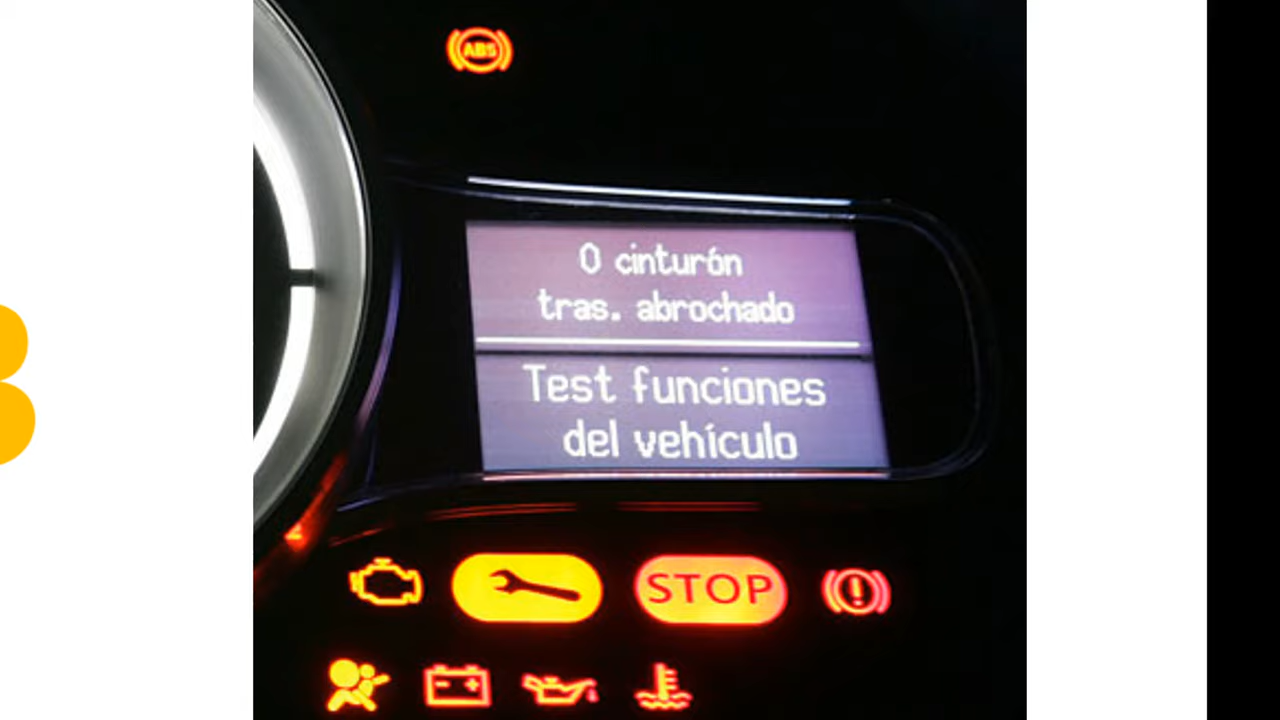 ABS
0 cinturón
tras. abrochado
Test funciones
del vehículo
STOP